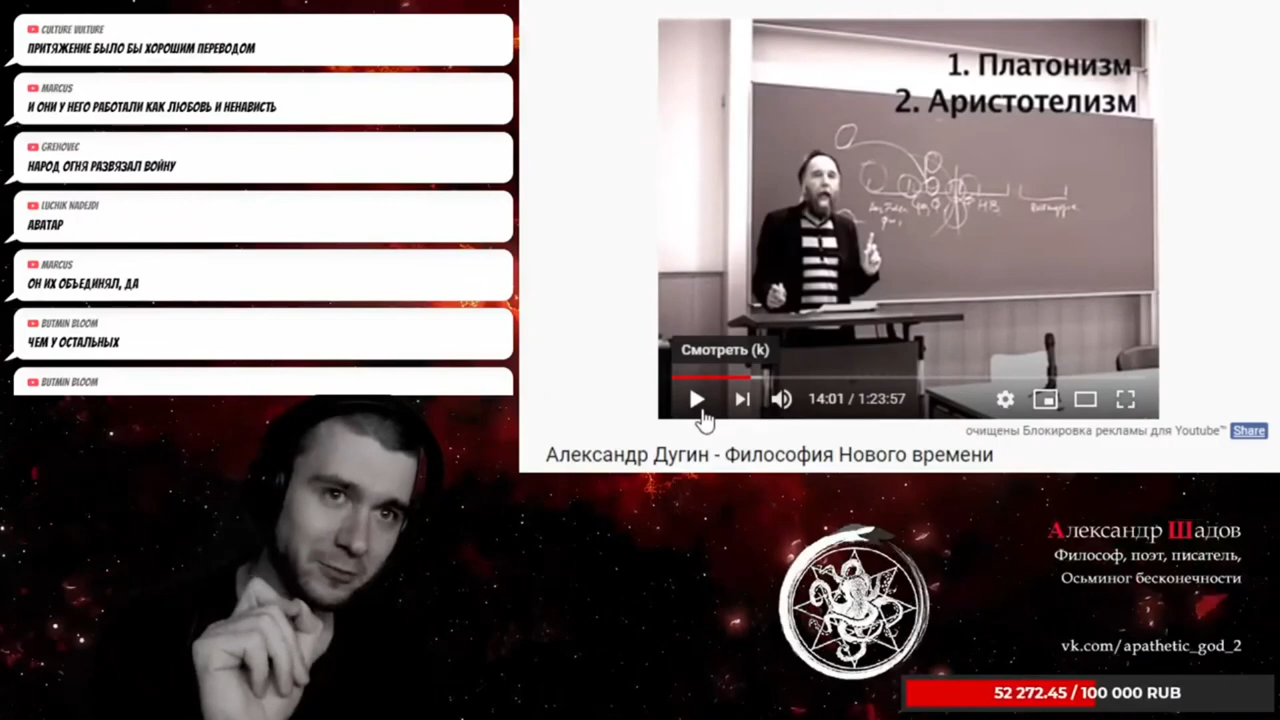 CULTURE VULTURE
ПРИТЯЖЕНИЕ БЫЛО БЫ ХОРОШИМ ПЕРЕВОДОМ
MARCUS
И ОНИ У НЕГО РАБОТАЛИ КАК ЛЮБОВЬ И НЕНАВИСТЬ
GREHOVEC
НАРОД ОГНЯ РАЗВЯЗАЛ ВОЙНУ
LUCHIK NADEJDI
АВАТАР
MARCUS
ОН ИХ ОБЪЕДИНЯЛ, ДА
BUTMIN BLOOM
ЧЕМ У ОСТАЛЬНЫХ
BUTMIN BLOOM
1. Платонизм
2. Аристотелизм
Смотреть (k)
14:01 / 1:23:57
очищены Блокировка рекламы для Youtube™ Share
Александр Дугин - Философия Нового времени
Александр Шадов
Философ, поэт, писатель,
Осьминог бесконечности
vk.com/apathetic_god_2
52 272.45 / 100 000 RUB